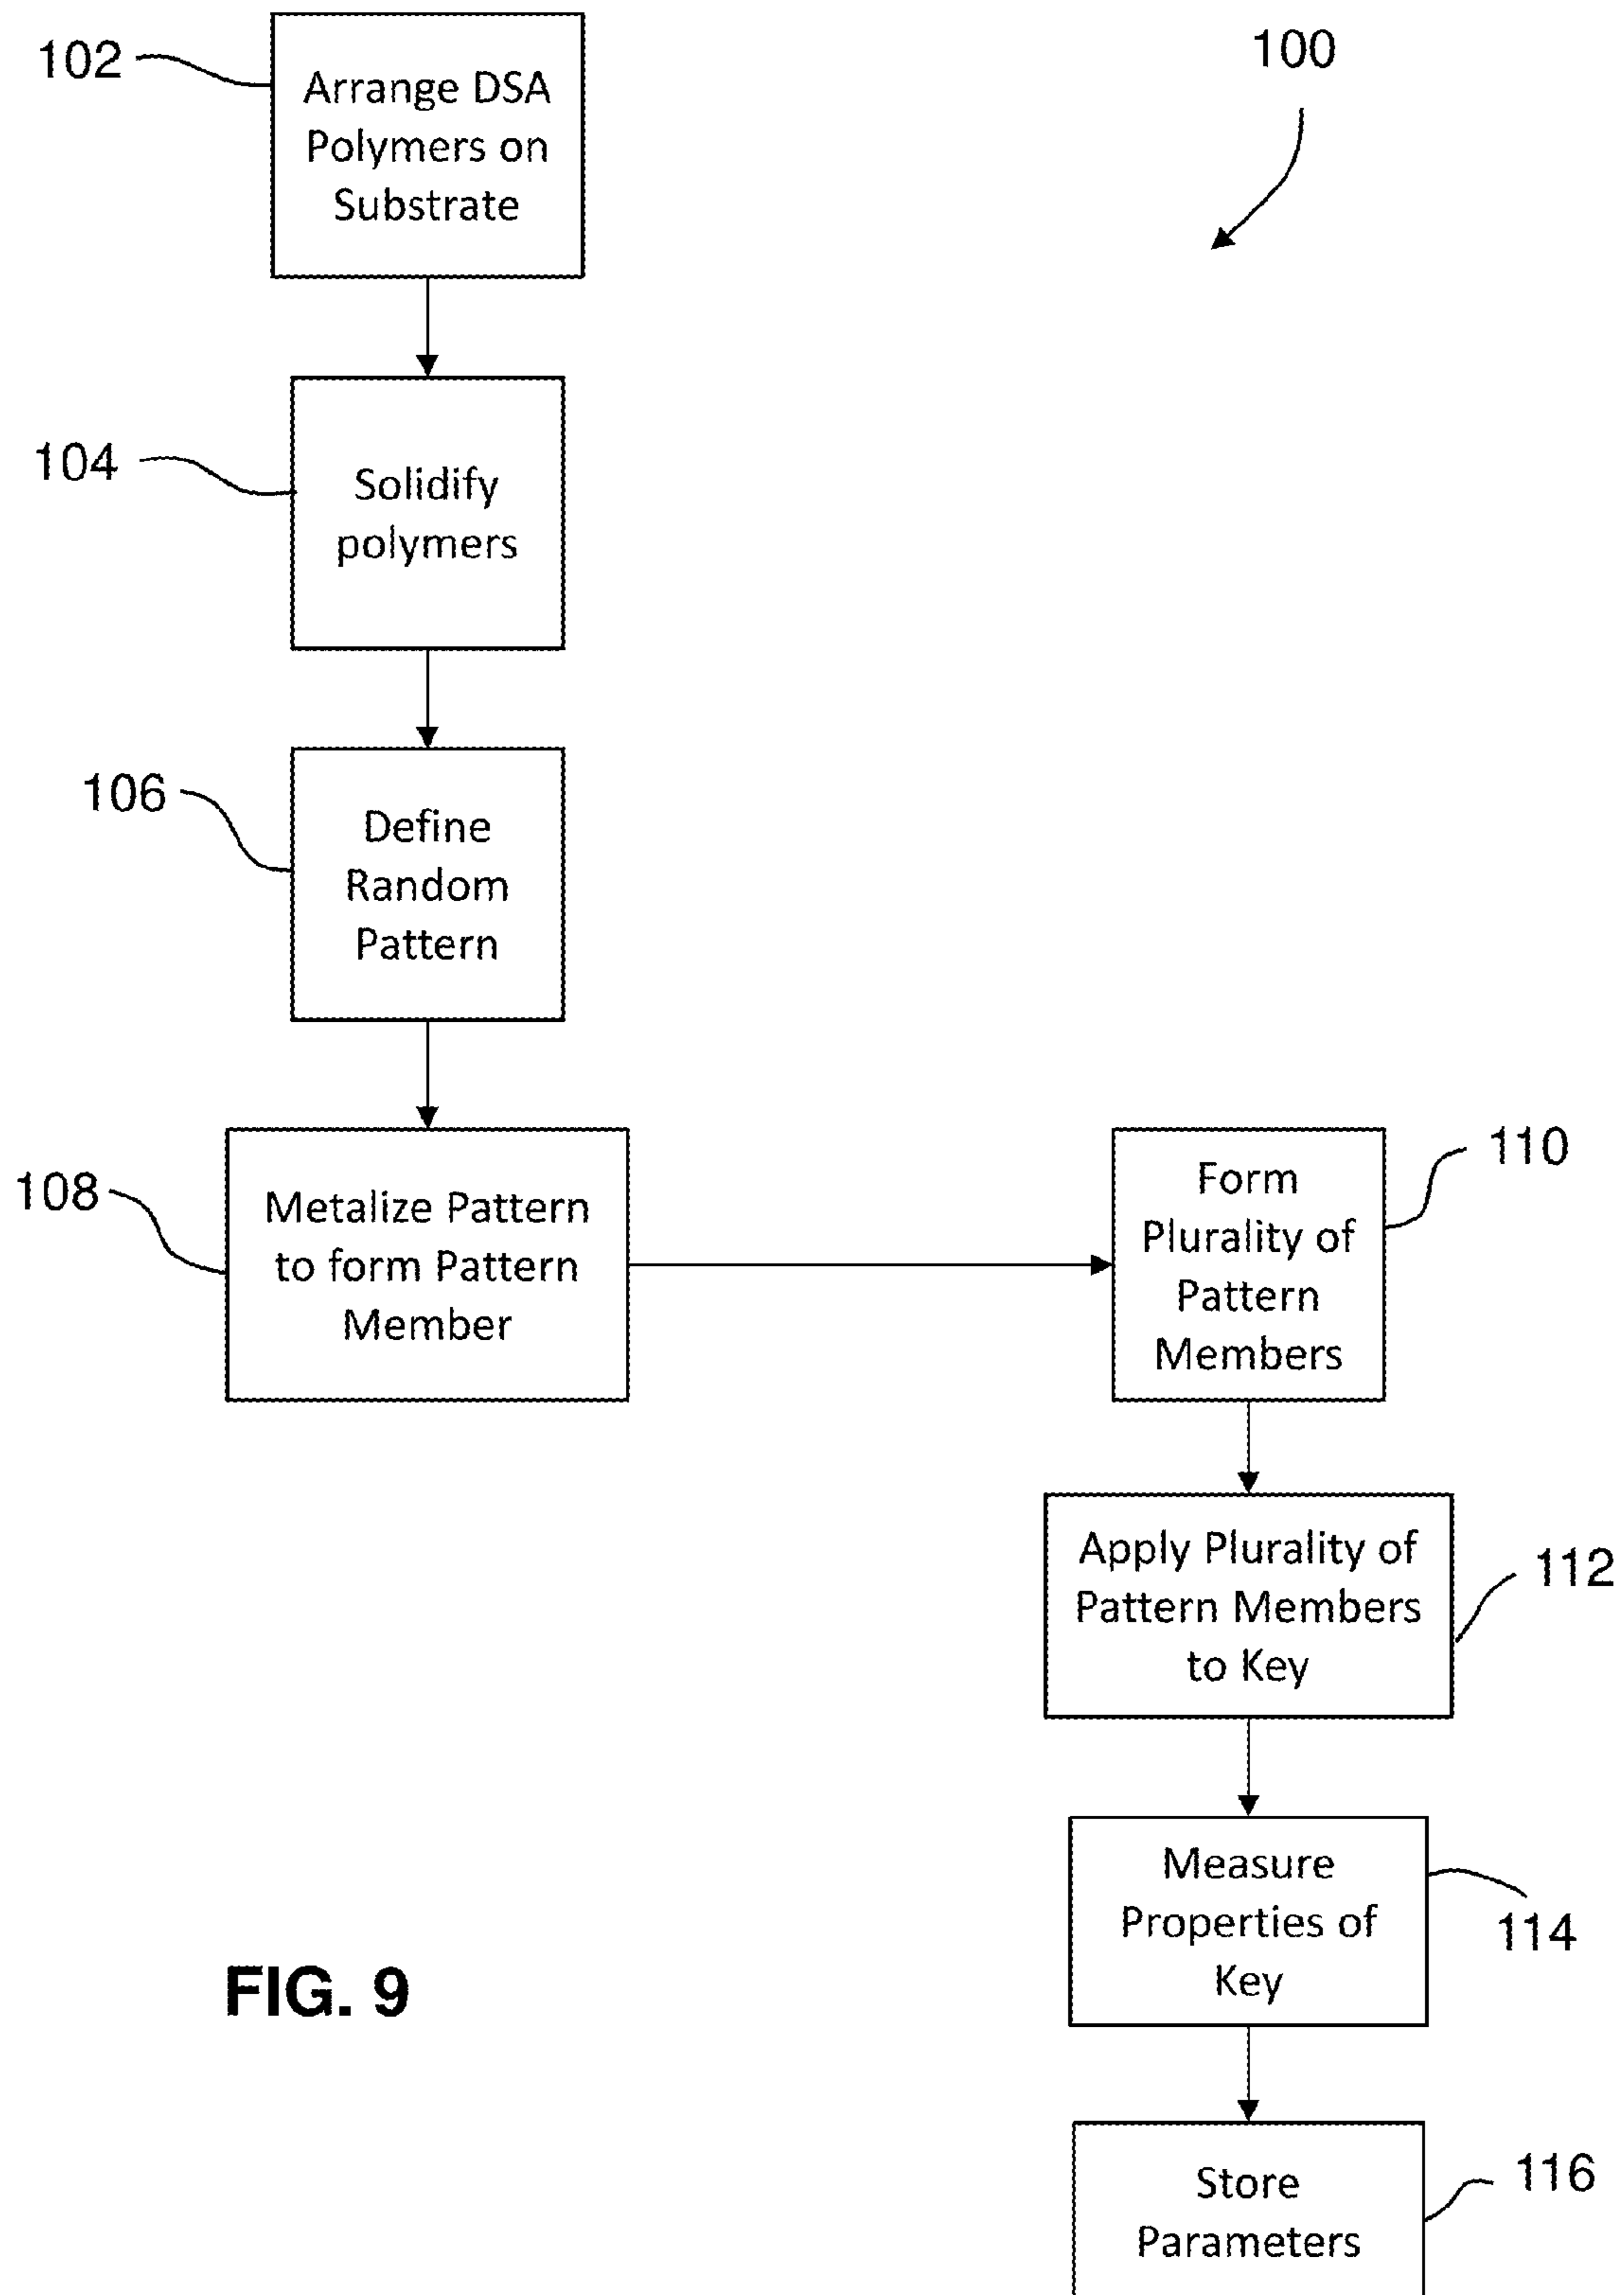 102
Arrange DSA
Polymers on
Substrate
100
104
Solidify
polymers
106
Define
Random
Pattern
108
Metalize Pattern
to form Pattern
Member
110
Form
Plurality of
Pattern
Members
Apply Plurality of
Pattern Members
to Key
112
Measure
Properties of
Key
114
Store
Parameters
116
FIG. 9